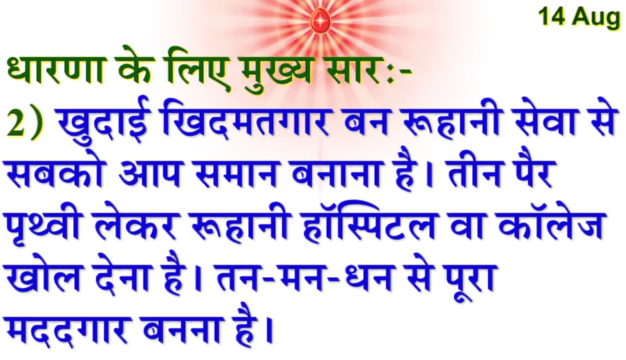 14 Aug
धारणा के लिए मुख्य सारः-
2) खुदाई खिदमतगार बन रूहानी सेवा से
सबको आप समान बनाना है। तीन पैर
पृथ्वी लेकर रूहानी हॉस्पिटल वा कॉलेज
खोल देना है। तन-मन-धन से पूरा
मददगार बनना है।